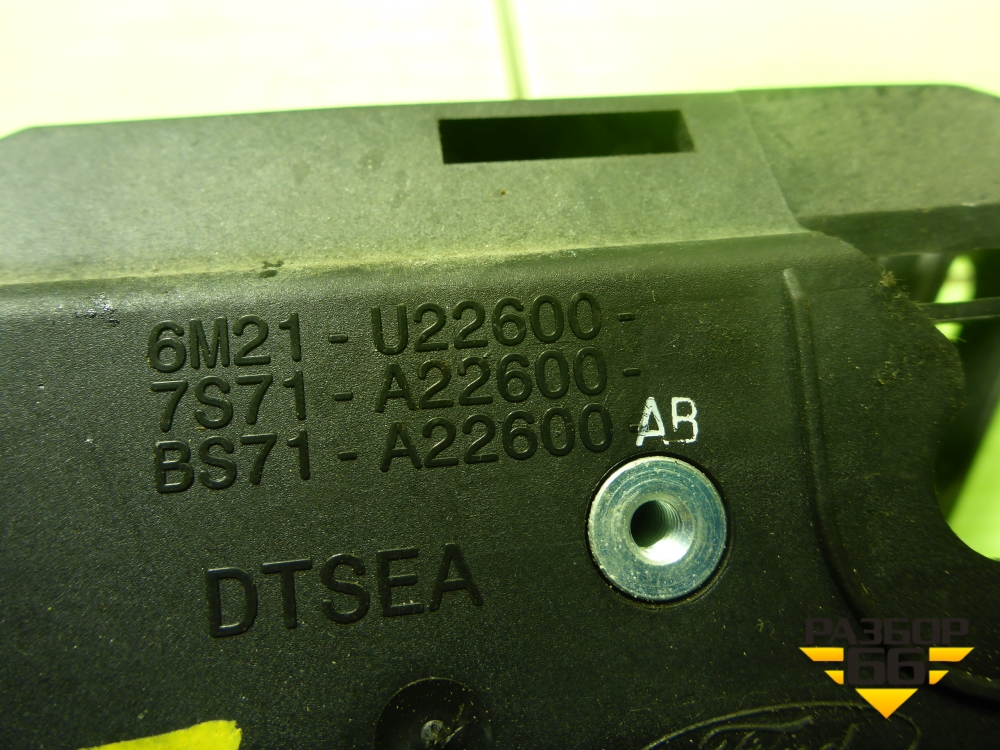 6M21 - U22600 -
7S71 - A22600 -
BS71 - A22600 - AB
DTSEA
РАЗБОР
66